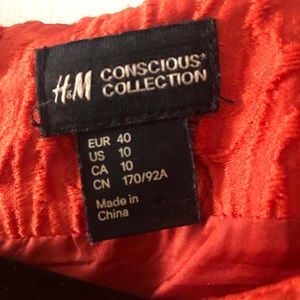 H&M CONSCIOUS*
COLLECTION
EUR 40
US 10
CA 10
CN 170/92A
Made in
China